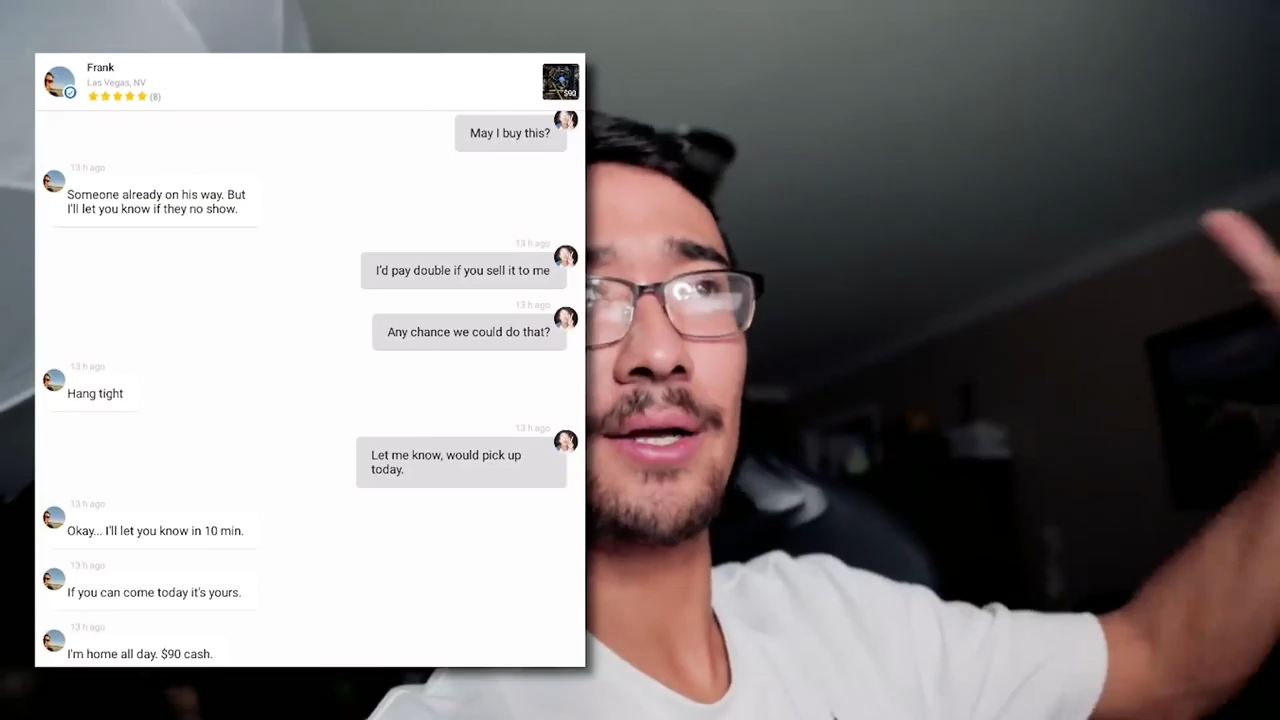 Frank
Las Vegas, NV
(8)
$90
May I buy this?
13 h ago
Someone already on his way. But
I'll let you know if they no show.
13 h ago
I'd pay double if you sell it to me
13 h ago
Any chance we could do that?
13 h ago
Hang tight
13 h ago
Let me know, would pick up
today.
13 h ago
Okay... I'll let you know in 10 min.
13 h ago
If you can come today it's yours.
13 h ago
I'm home all day. $90 cash.